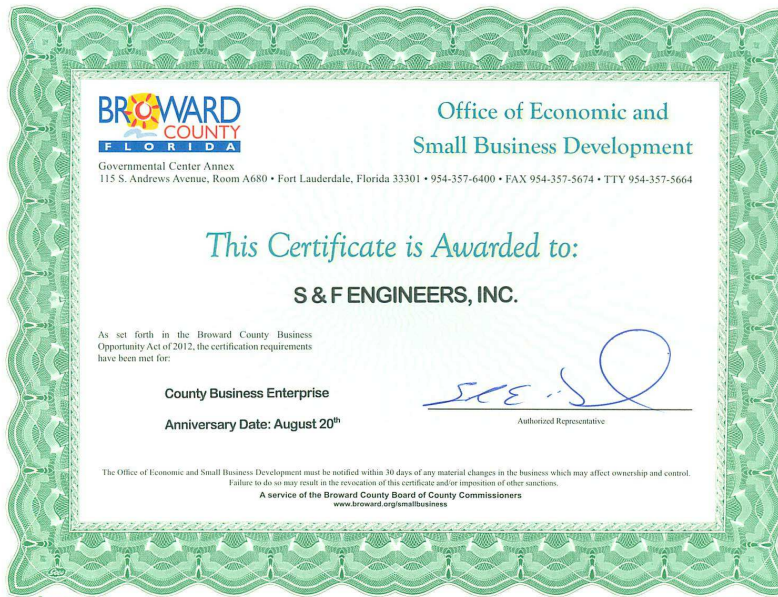 BROWARD
COUNTY
FLORIDA
Office of Economic and
Small Business Development
Governmental Center Annex
115 S. Andrews Avenue, Room A680 • Fort Lauderdale, Florida 33301 • 954-357-6400 • FAX 954-357-5674 • TTY 954-357-5664
This Certificate is Awarded to:
S & F ENGINEERS, INC.
As set forth in the Broward County Business
Opportunity Act of 2012, the certification requirements
have been met for:
County Business Enterprise
Anniversary Date: August 20th
Authorized Representative
The Office of Economic and Small Business Development must be notified within 30 days of any material changes in the business which may affect ownership and control.
Failure to do so may result in the revocation of this certificate and/or imposition of other sanctions.
A service of the Broward County Board of County Commissioners
www.broward.org/smallbusiness